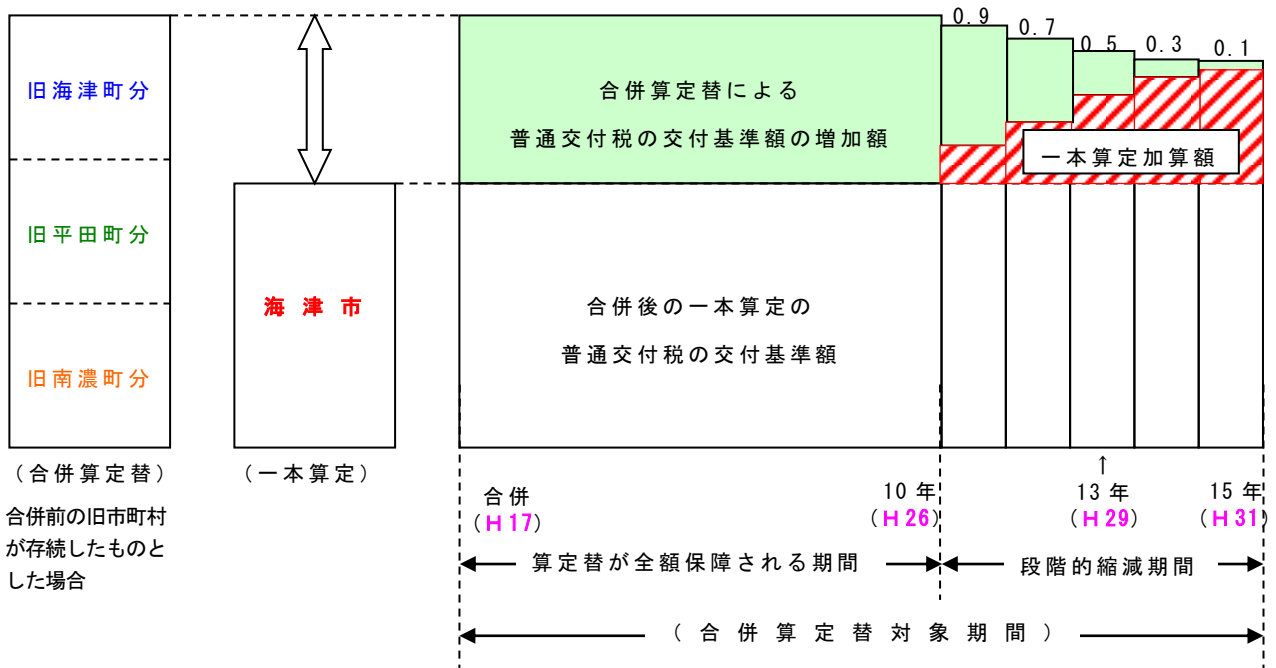 旧海津町分
旧平田町分
旧南濃町分
(合併算定替)
合併前の旧市町村
が存続したものと
した場合
海津市
(一本算定)
合併算定替による
普通交付税の交付基準額の増加額
合併後の一本算定の
普通交付税の交付基準額
0.9
0.7
0.5
0.3
0.1
一本算定加算額
合併
(H17)
10年
(H26)
↑
13年
(H29)
15年
(H31)
算定替が全額保障される期間
段階的縮減期間
(合併算定替対象期間)